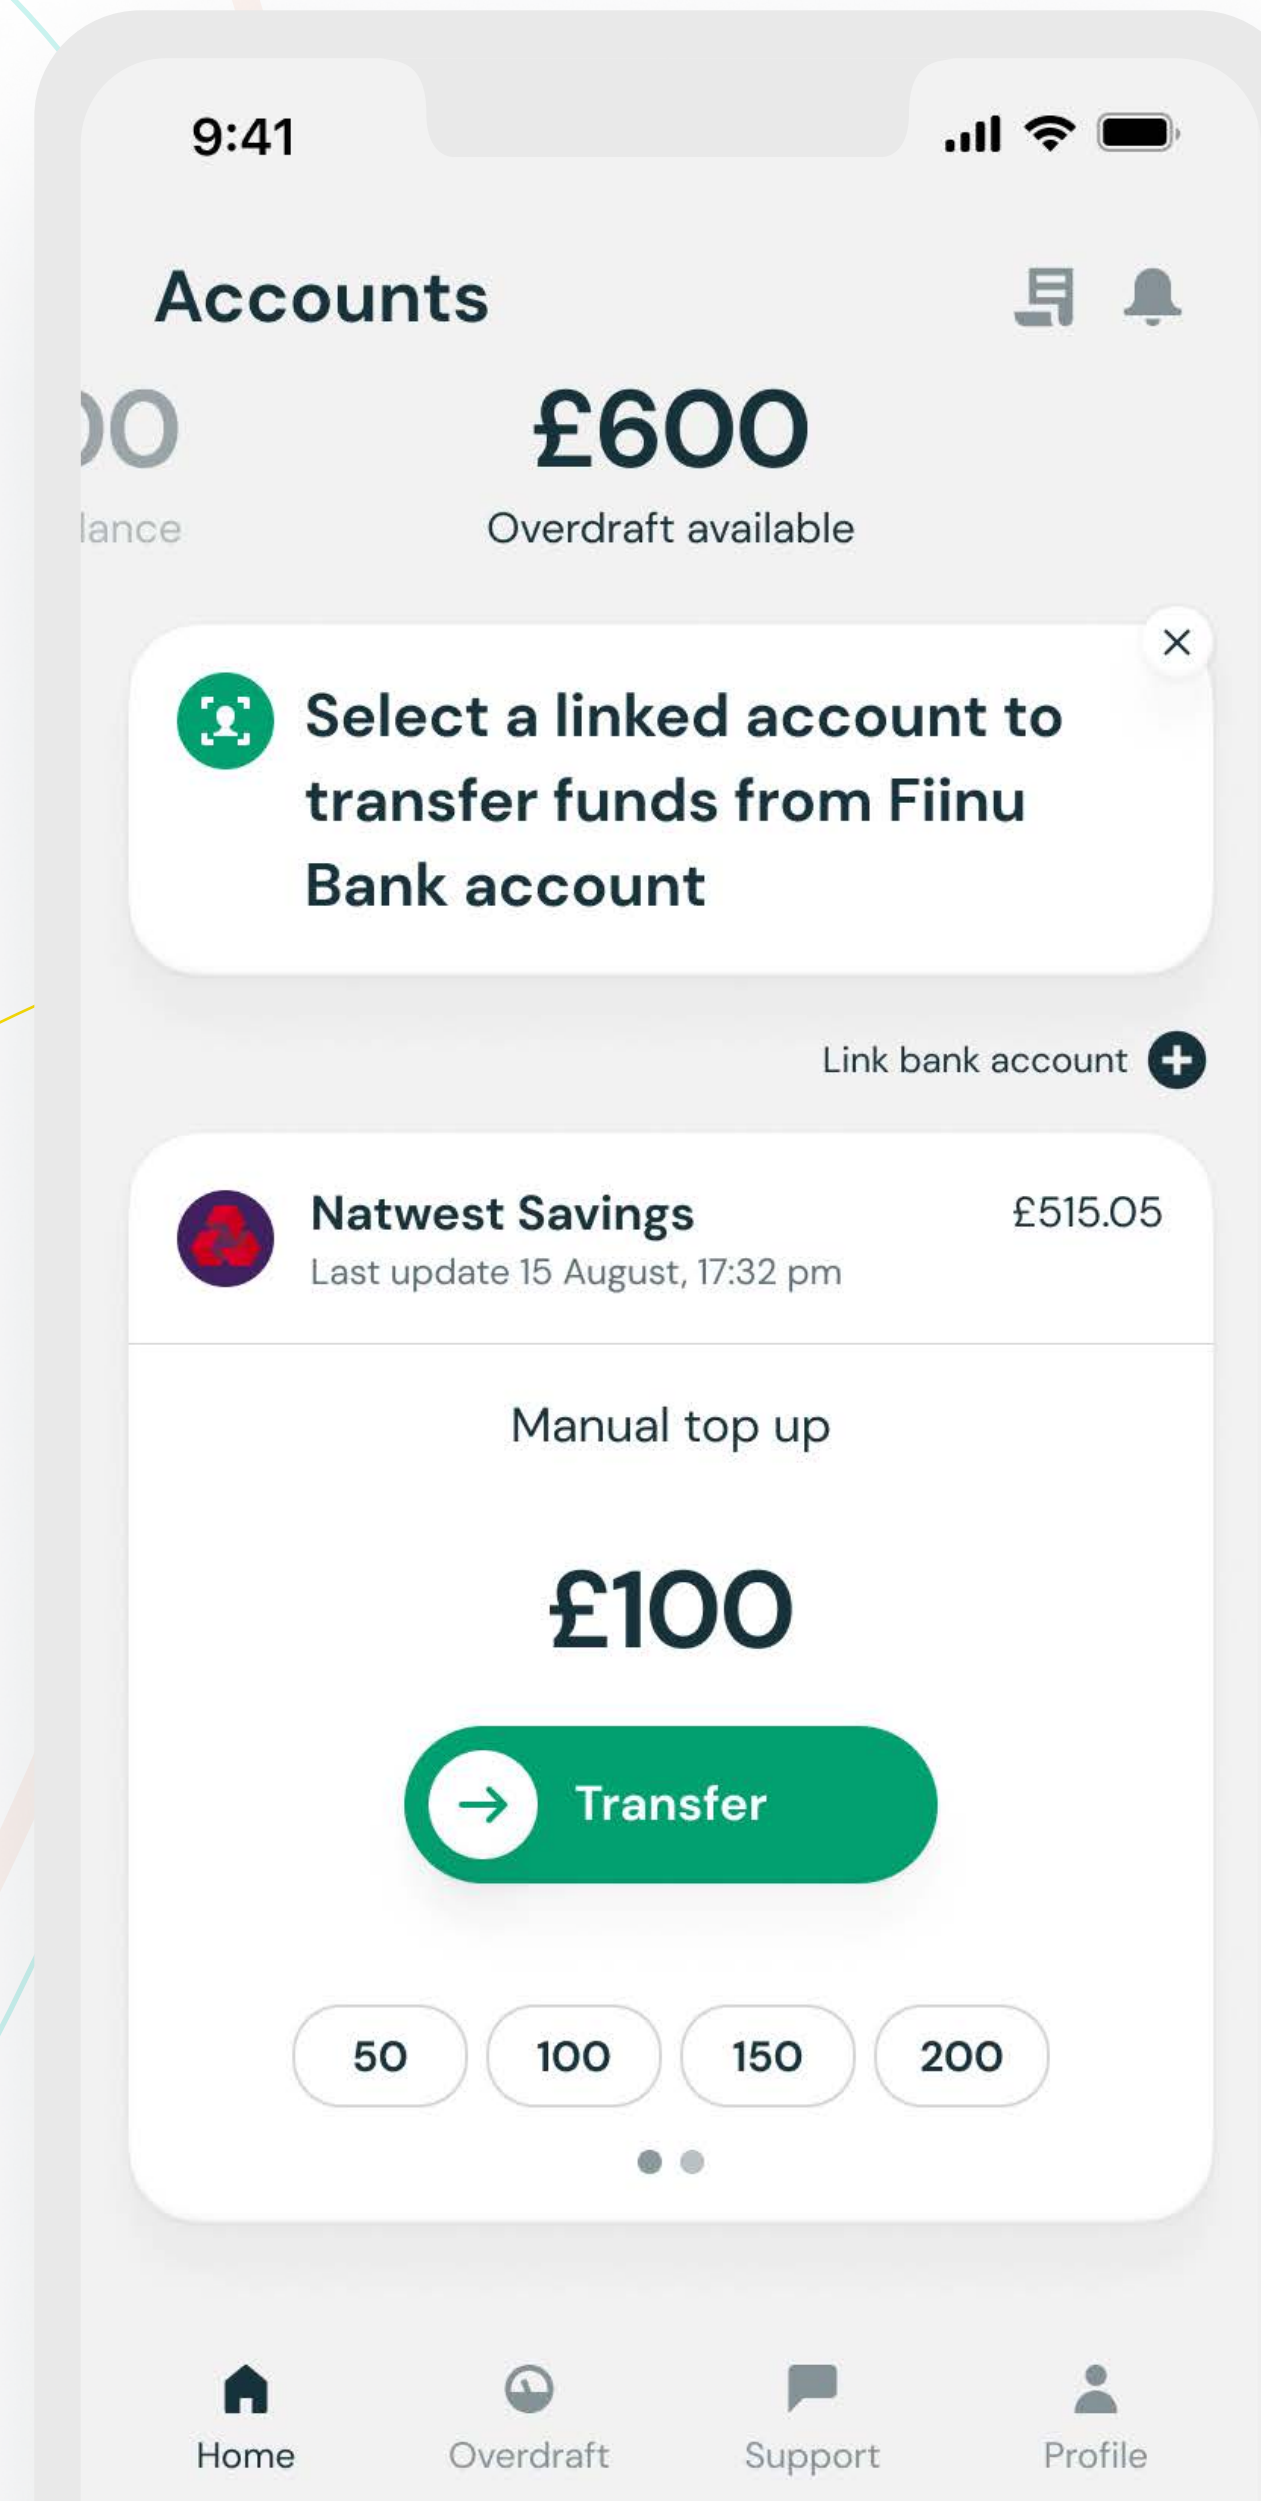 9:41
Accounts
£600
Overdraft available
Select a linked account to
transfer funds from Fiinu
Bank account
Link bank account
Natwest Savings
£515.05
Last update 15 August, 17:32 pm
Manual top up
£100
Transfer
50 100 150 200
Home Overdraft Support Profile